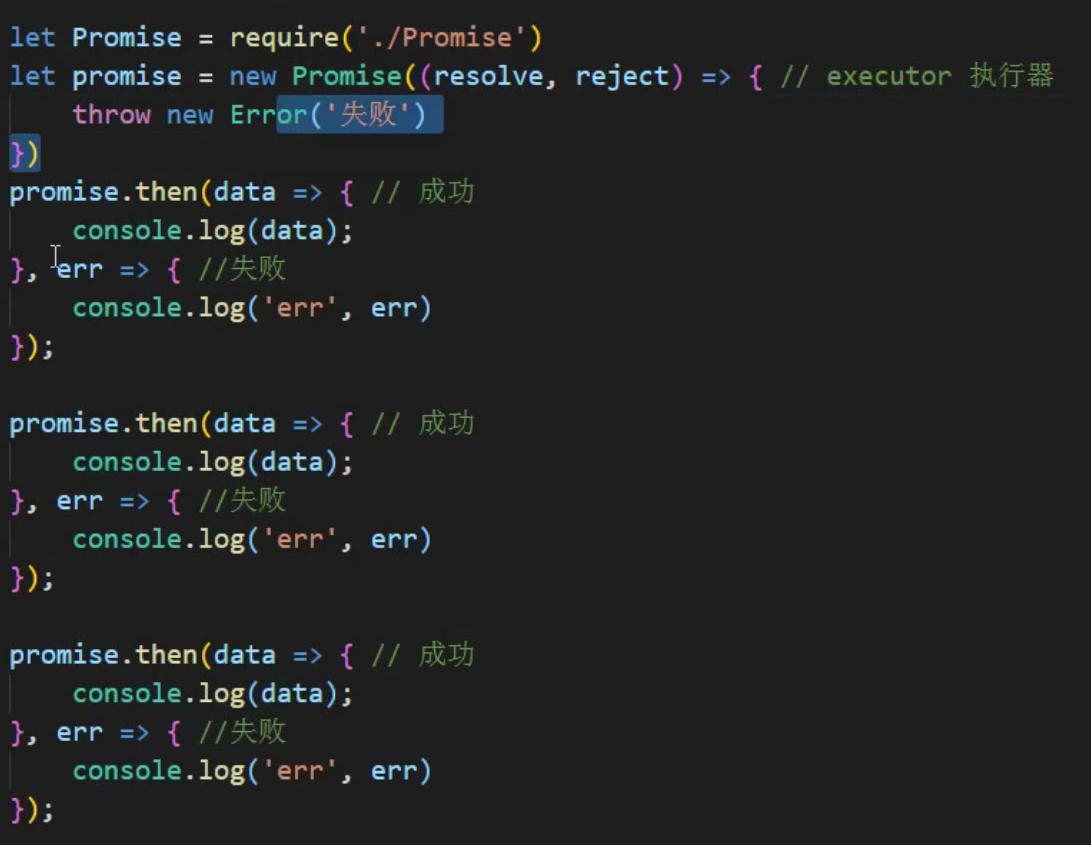 let Promise = require('./Promise')
let promise = new Promise((resolve, reject) => { // executor 执行器
    throw new Error('失败')
})
promise.then(data => { // 成功
    console.log(data);
}, err => { //失败
    console.log('err', err)
});

promise.then(data => { // 成功
    console.log(data);
}, err => { //失败
    console.log('err', err)
});

promise.then(data => { // 成功
    console.log(data);
}, err => { //失败
    console.log('err', err)
});